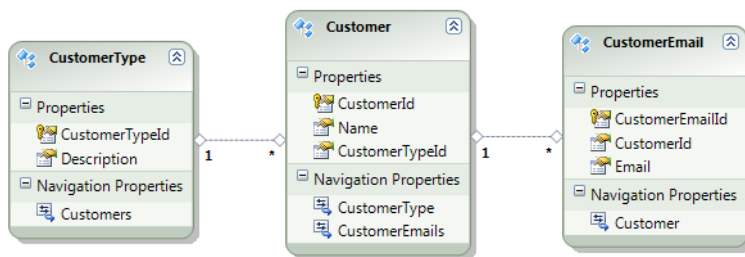 CustomerType
Properties
CustomerTypeId
Description
Navigation Properties
Customers
1
*
Customer
Properties
CustomerId
Name
CustomerTypeId
Navigation Properties
CustomerType
CustomerEmails
1
*
CustomerEmail
Properties
CustomerEmailId
CustomerId
Email
Navigation Properties
Customer